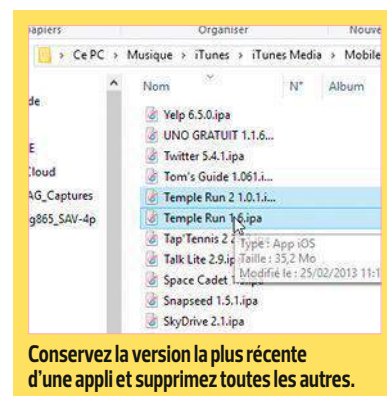 apiers Organiser Nouve
> Ce PC > Musique > iTunes > iTunes Media > Mobile
Nom N° Album
de
Yelp 6.5.0.ipa
UNO GRATUIT 1.1.6...
E
Twitter 5.4.1.ipa
Cloud
Tom's Guide 1.061.i...
AG_Captures
Temple Run 2 1.0.1.i...
g865_SAV-4p
Temple Run 1.6.ipa
Tap'Tennis 2
Type : App iOS
Talk Lite 2.9.ip
Taille : 35,2 Mo
Space Cadet 1
Modifié le : 25/02/2013 11:1
Snapseed 1.5.1.ipa
SkyDrive 2.1.ipa
Conservez la version la plus récente
d'une appli et supprimez toutes les autres.